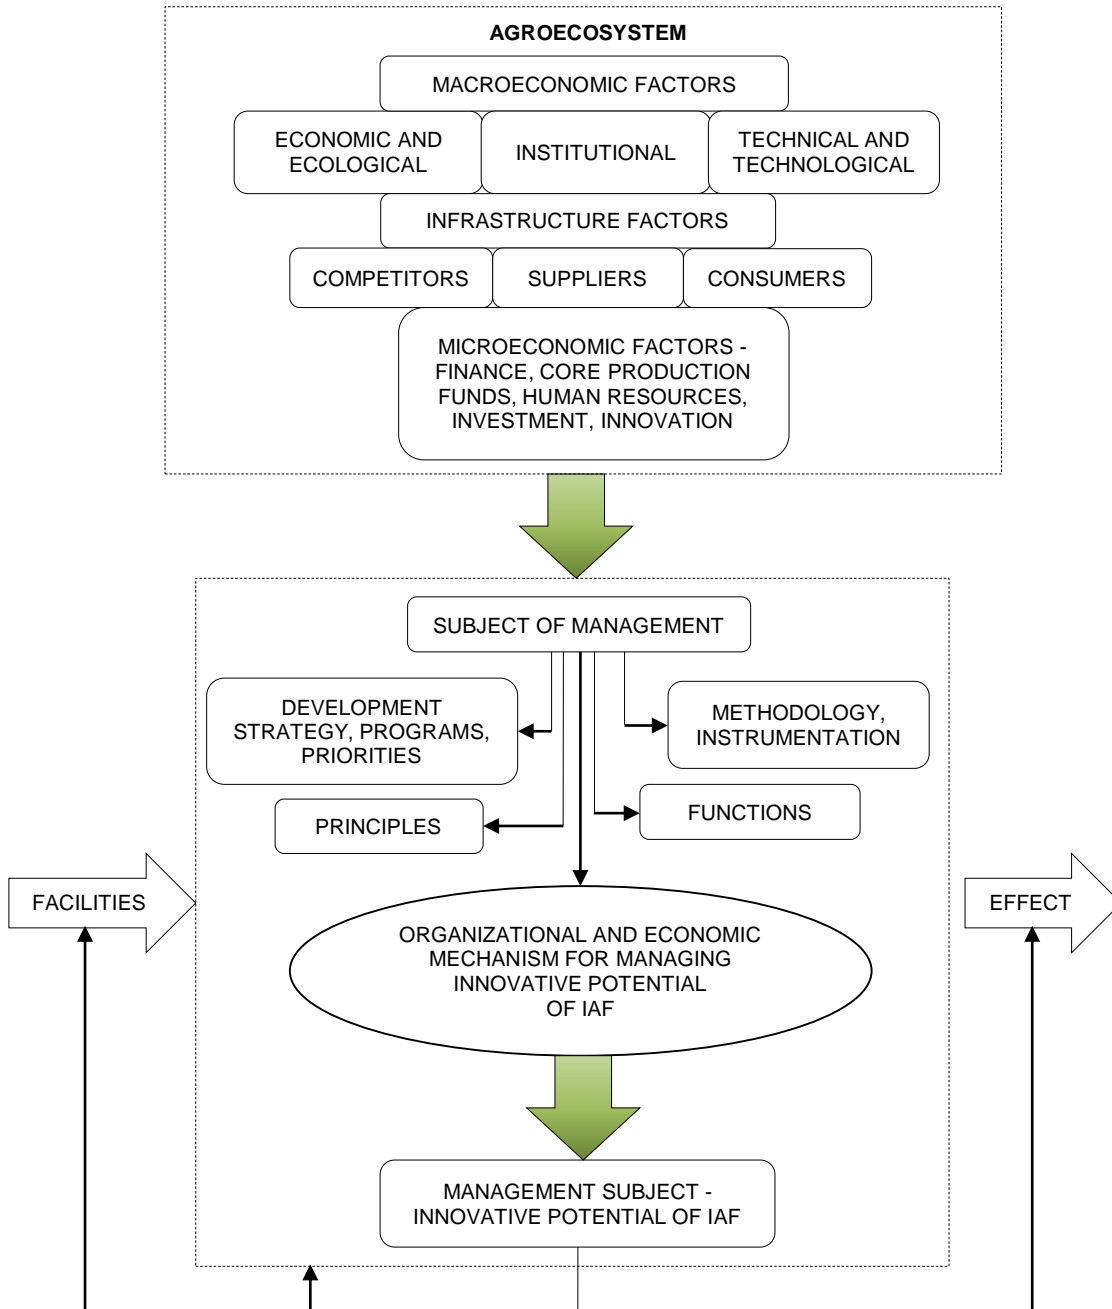 AGROECOSYSTEM
MACROECONOMIC FACTORS
ECONOMIC AND
ECOLOGICAL
INSTITUTIONAL
TECHNICAL AND
TECHNOLOGICAL
INFRASTRUCTURE FACTORS
COMPETITORS
SUPPLIERS
CONSUMERS
MICROECONOMIC FACTORS -
FINANCE, CORE PRODUCTION
FUNDS, HUMAN RESOURCES,
INVESTMENT, INNOVATION
SUBJECT OF MANAGEMENT
DEVELOPMENT
STRATEGY, PROGRAMS,
PRIORITIES
METHODOLOGY,
INSTRUMENTATION
PRINCIPLES
FUNCTIONS
FACILITIES
EFFECT
ORGANIZATIONAL AND ECONOMIC
MECHANISM FOR MANAGING
INNOVATIVE POTENTIAL
OF IAF
MANAGEMENT SUBJECT -
INNOVATIVE POTENTIAL OF IAF